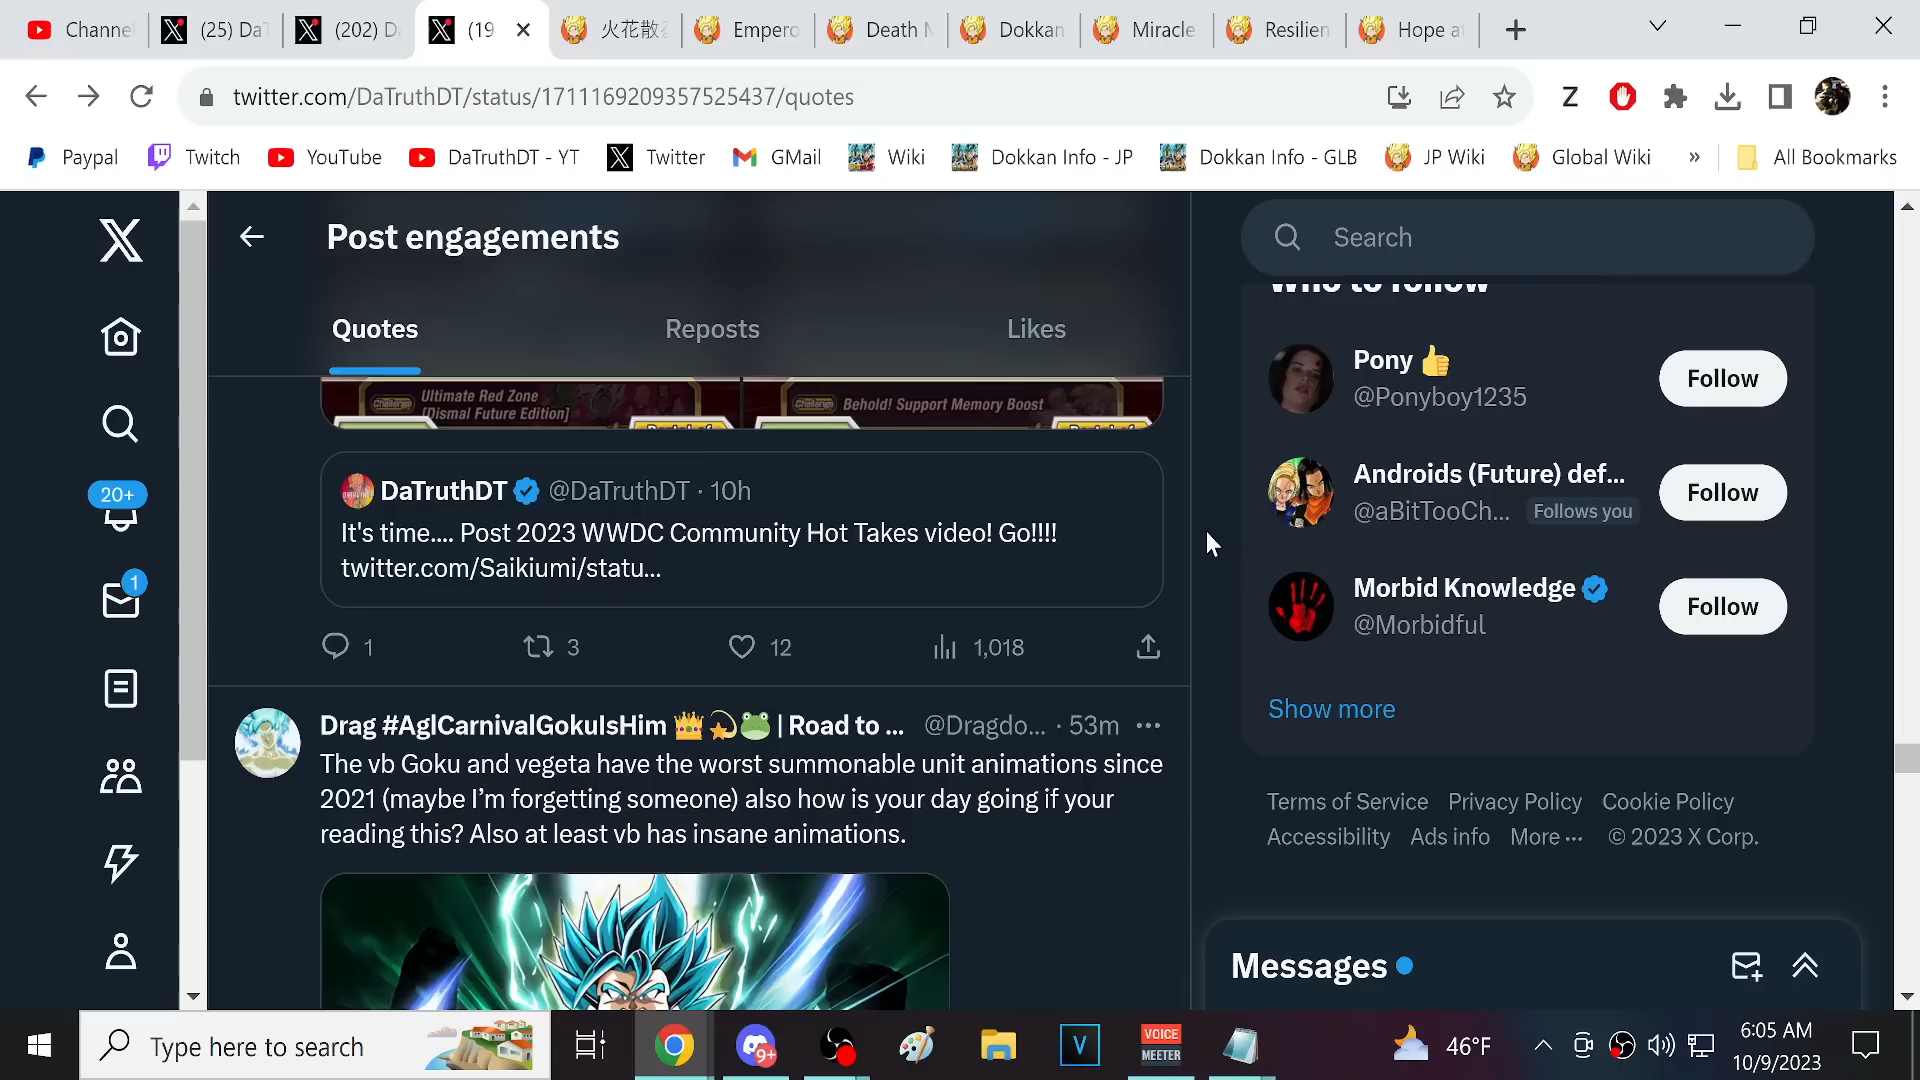 Channe
(25) DaT
(202) D
(19
火花散
Empero
Death
Dokkan
Miracle
Resilien
Hope a
twitter.com/DaTruthDT/status/1711169209357525437/quotes
Z
Paypal
Twitch
YouTube
DaTruthDT - YT
Twitter
GMail
Wiki
Dokkan Info - JP
Dokkan Info - GLB
JP Wiki
Global Wiki
»
All Bookmarks
Post engagements
Quotes
Reposts
Likes
Challenge
Ultimate Red Zone
[Dismal Future Edition]
Challenge
Behold! Support Memory Boost
DaTruthDT @DaTruthDT · 10h
It's time.... Post 2023 WWDC Community Hot Takes video! Go!!!!
twitter.com/Saikiumi/statu...
1
3
12
1,018
Drag #AglCarnivalGokuIsHim 👑💫🐸 | Road to ... @Dragdo... · 53m ···
The vb Goku and vegeta have the worst summonable unit animations since
2021 (maybe I'm forgetting someone) also how is your day going if your
reading this? Also at least vb has insane animations.
20+
1
Search
Who to follow
Pony 👍
@Ponyboy1235
Follow
Androids (Future) def...
@aBitTooCh...
Follows you
Follow
Morbid Knowledge
@Morbidful
Follow
Show more
Terms of Service Privacy Policy Cookie Policy
Accessibility Ads info More ··· © 2023 X Corp.
Messages
Type here to search
9+
V
VOICE
MEETER
46°F
6:05 AM
10/9/2023